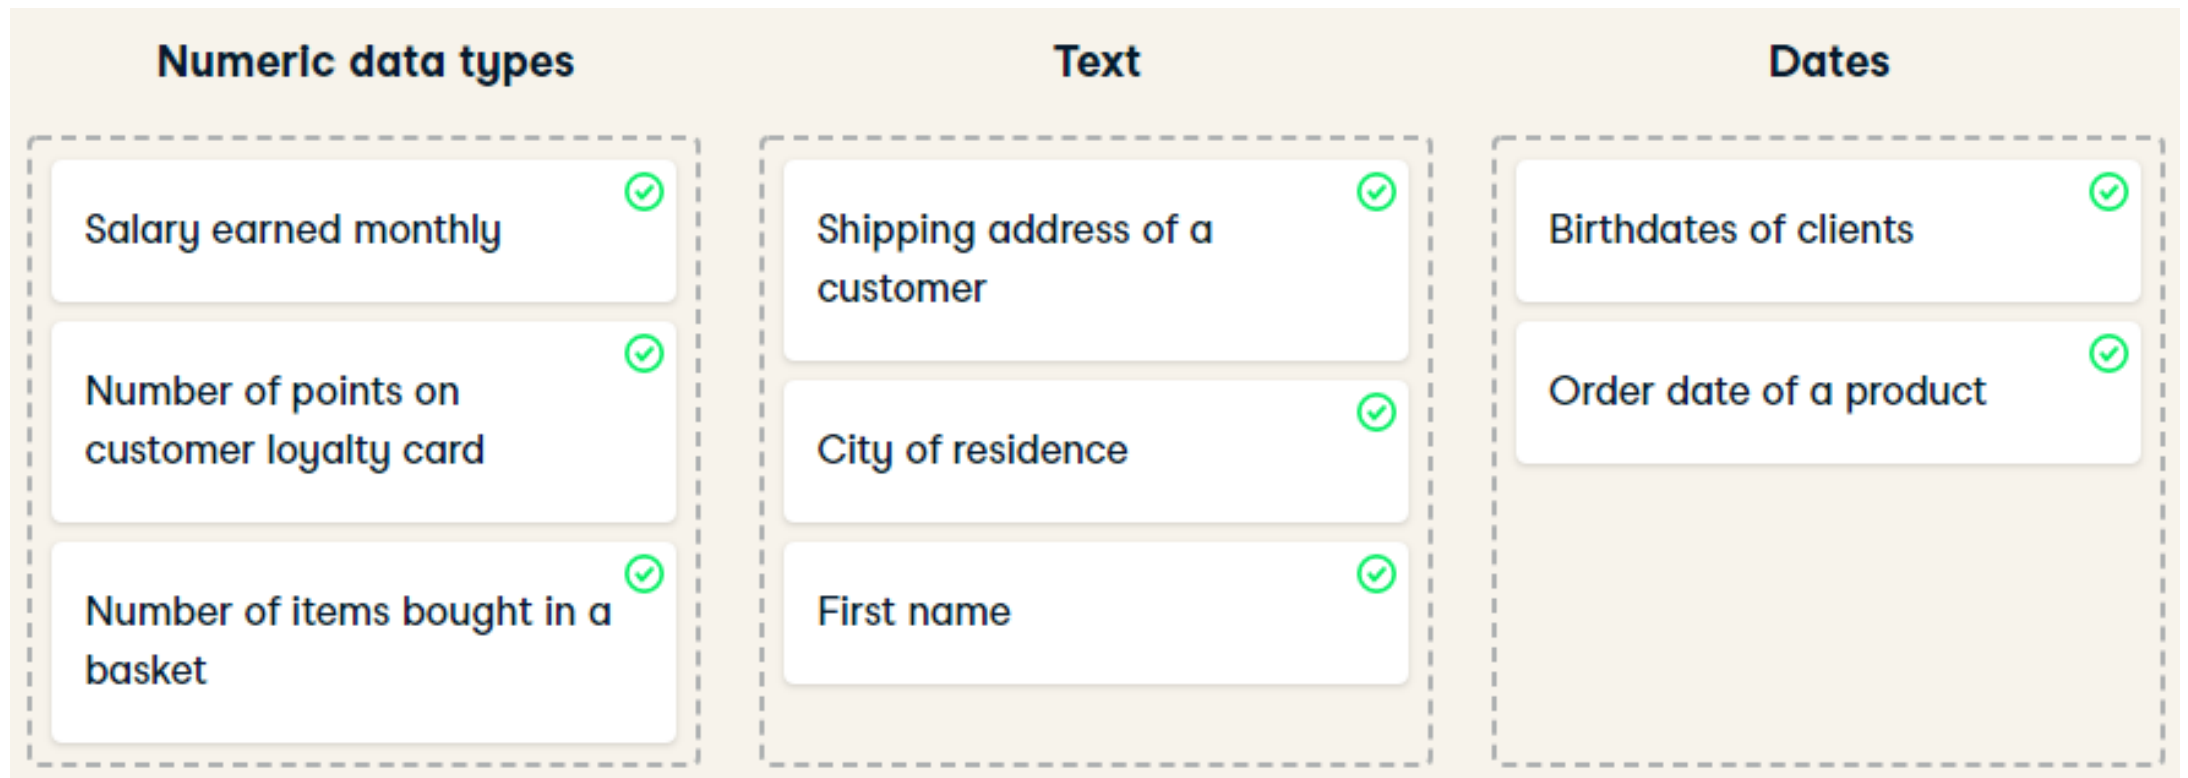 Numeric data types
Salary earned monthly
Number of points on
customer loyalty card
Number of items bought in a
basket
Text
Shipping address of a
customer
City of residence
First name
Dates
Birthdates of clients
Order date of a product